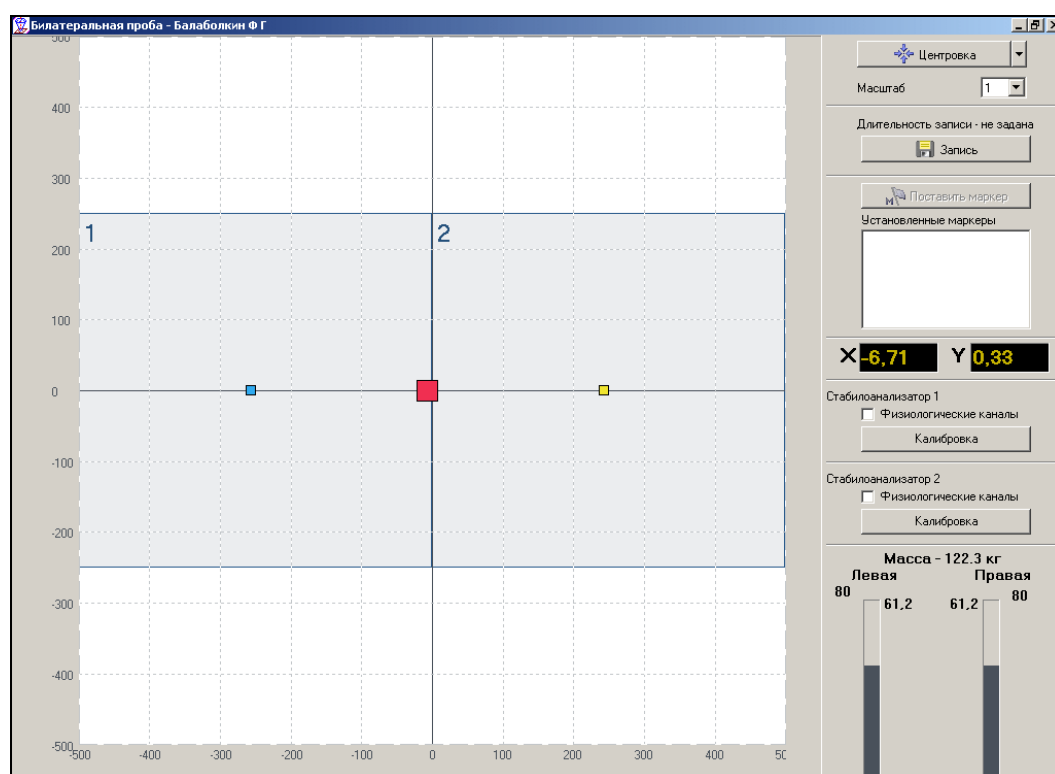 Билатеральная проба - Балаболкин Ф Г
500
400
300
200
100
0
-100
-200
-300
-400
-500
-500 -400 -300 -200 -100 0 100 200 300 400 50
1 2
Центровка
Масштаб 1
Длительность записи - не задана
Запись
Поставить маркер
Установленные маркеры
X -6,71 Y 0,33
Стабилоанализатор 1
Физиологические каналы
Калибровка
Стабилоанализатор 2
Физиологические каналы
Калибровка
Масса - 122.3 кг
Левая Правая
80 61,2 61,2 80